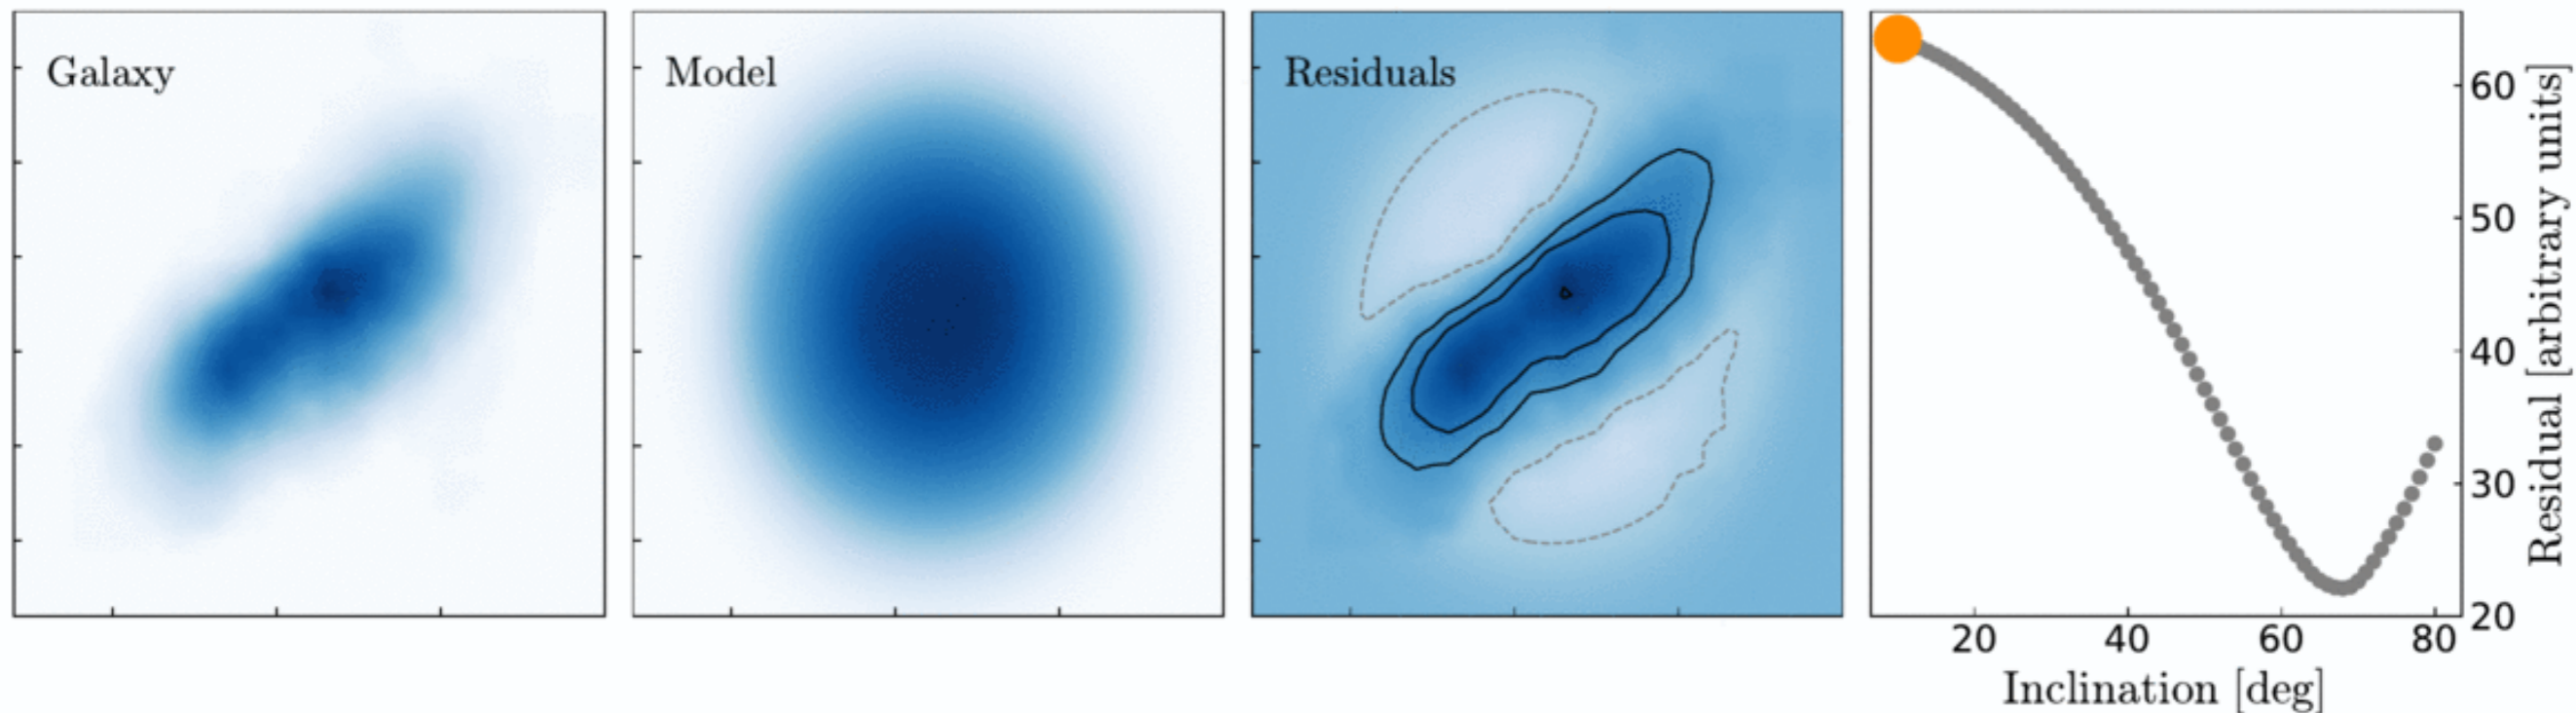 Galaxy
Model
Residuals
60
50
40
30
20
Residual [arbitrary units]
20 40 60 80
Inclination [deg]